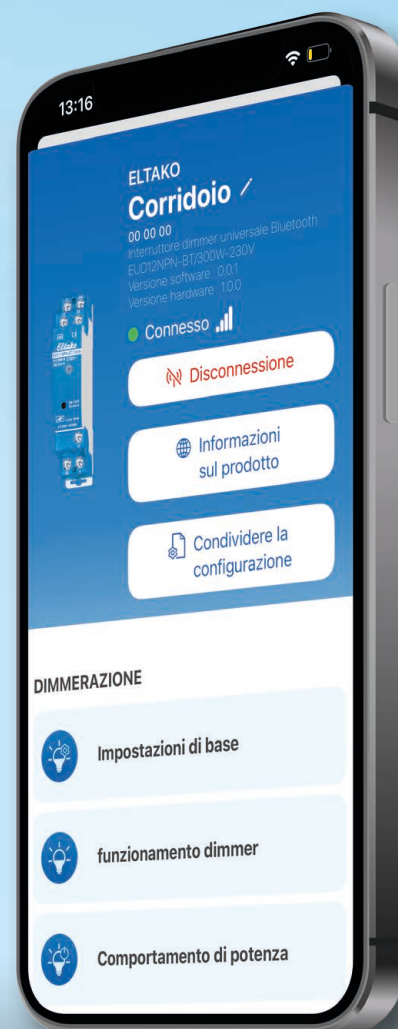 13:16
ELTAKO
Corridoio
00 00 00
Interruttore dimmer universale Bluetooth
EUD12NPN-BT/300W-230V
Versione software 0.0.1
Versione hardware 1.0.0
Connesso
Disconnessione
Informazioni
sul prodotto
Condividere la
configurazione
Eltako
DIMMERAZIONE
Impostazioni di base
funzionamento dimmer
Comportamento di potenza